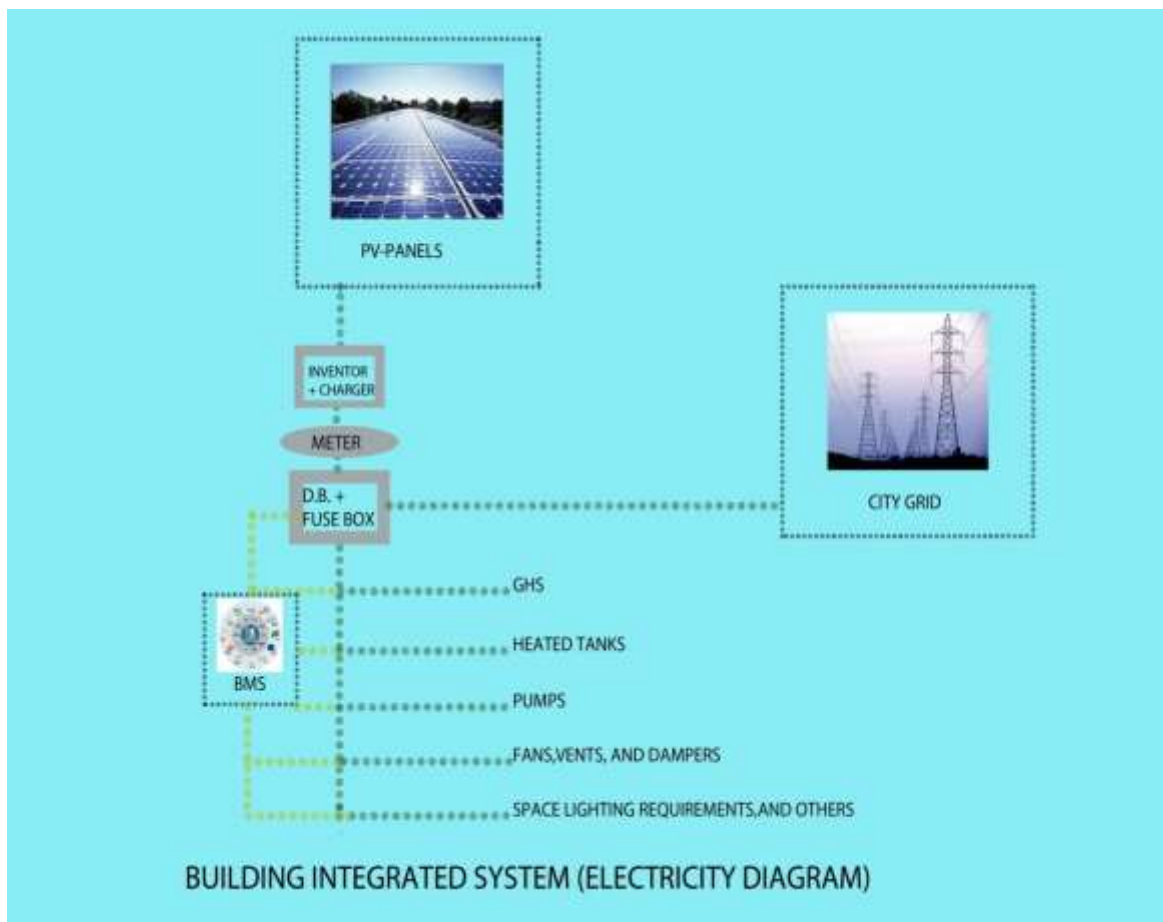 PV-PANELS
INVENTOR
+ CHARGER
METER
D.B. +
FUSE BOX
CITY GRID
GHS
HEATED TANKS
BMS
PUMPS
FANS,VENTS, AND DAMPERS
SPACE LIGHTING REQUIREMENTS,AND OTHERS
BUILDING INTEGRATED SYSTEM (ELECTRICITY DIAGRAM)